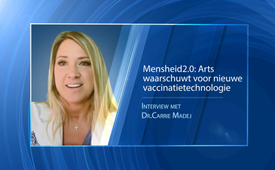 Mensheid2.0: Arts
waarschuwt voor nieuwe
vaccinatietechnologie
Interview met
Dr.Carrie Madej